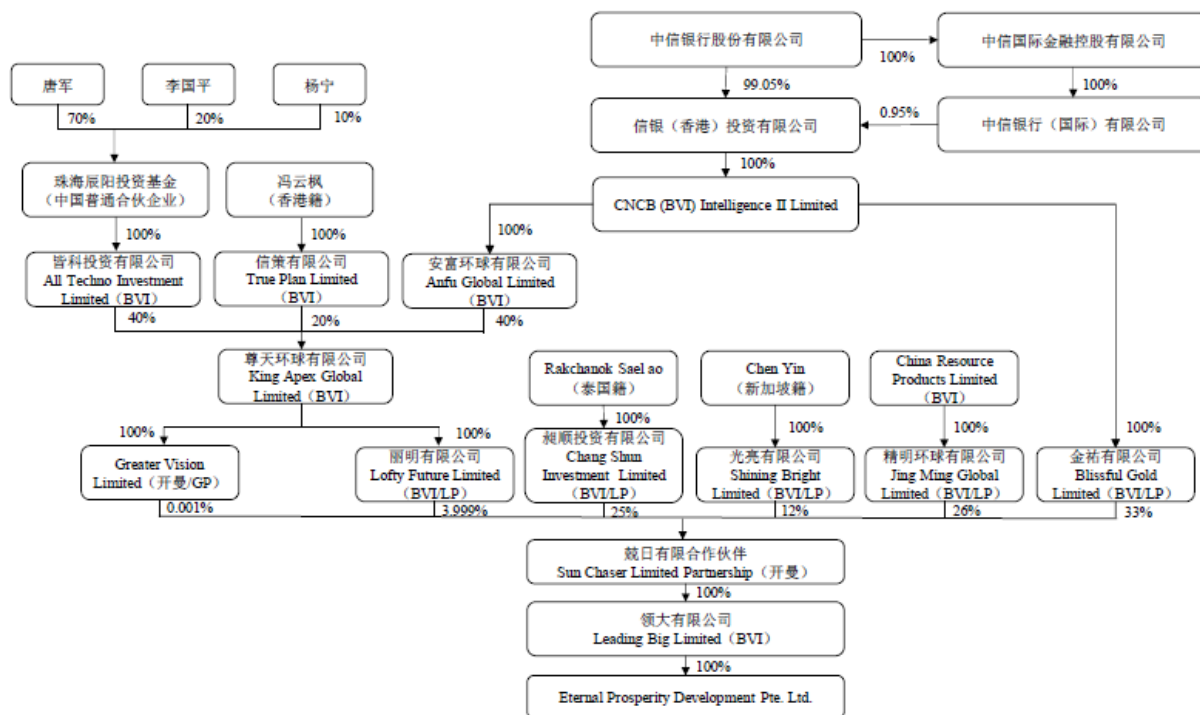 中信银行股份有限公司
100%
中信国际金融控股有限公司
唐军
李国平
杨宁
99.05%
100%
70%
20%
10%
信银（香港）投资有限公司
0.95%
中信银行（国际）有限公司
100%
珠海辰阳投资基金
（中国普通合伙企业）
冯云枫
（香港籍）
CNCB (BVI) Intelligence II Limited
100%
100%
100%
皆科投资有限公司
All Techno Investment
Limited（BVI）
信策有限公司
True Plan Limited
（BVI）
安富环球有限公司
Anfu Global Limited
（BVI）
100%
40%
20%
40%
尊天环球有限公司
King Apex Global
Limited（BVI）
Rakchanok Sael ao
（泰国籍）
Chen Yin
（新加坡籍）
China Resource
Products Limited
（BVI）
100%
100%
100%
100%
100%
Greater Vision
Limited（开曼/GP）
丽明有限公司
Lofty Future Limited
（BVI/LP）
昶顺投资有限公司
Chang Shun
Investment Limited
（BVI/LP）
光亮有限公司
Shining Bright
Limited（BVI/LP）
精明环球有限公司
Jing Ming Global
Limited（BVI/LP）
金祐有限公司
Blissful Gold
Limited（BVI/LP）
0.001%
3.999%
25%
12%
26%
33%
兢日有限合作伙伴
Sun Chaser Limited Partnership（开曼）
100%
领大有限公司
Leading Big Limited（BVI）
100%
Eternal Prosperity Development Pte. Ltd.